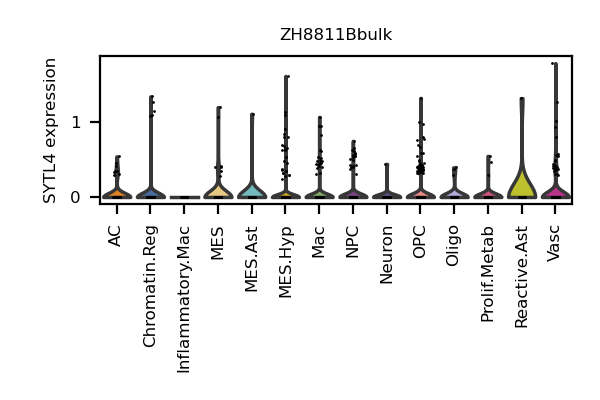 ZH8811Bbulk
SYTL4 expression
1
0
AC
Chromatin.Reg
Inflammatory.Mac
MES
MES.Ast
MES.Hyp
Mac
NPC
Neuron
OPC
Oligo
Prolif.Metab
Reactive.Ast
Vasc